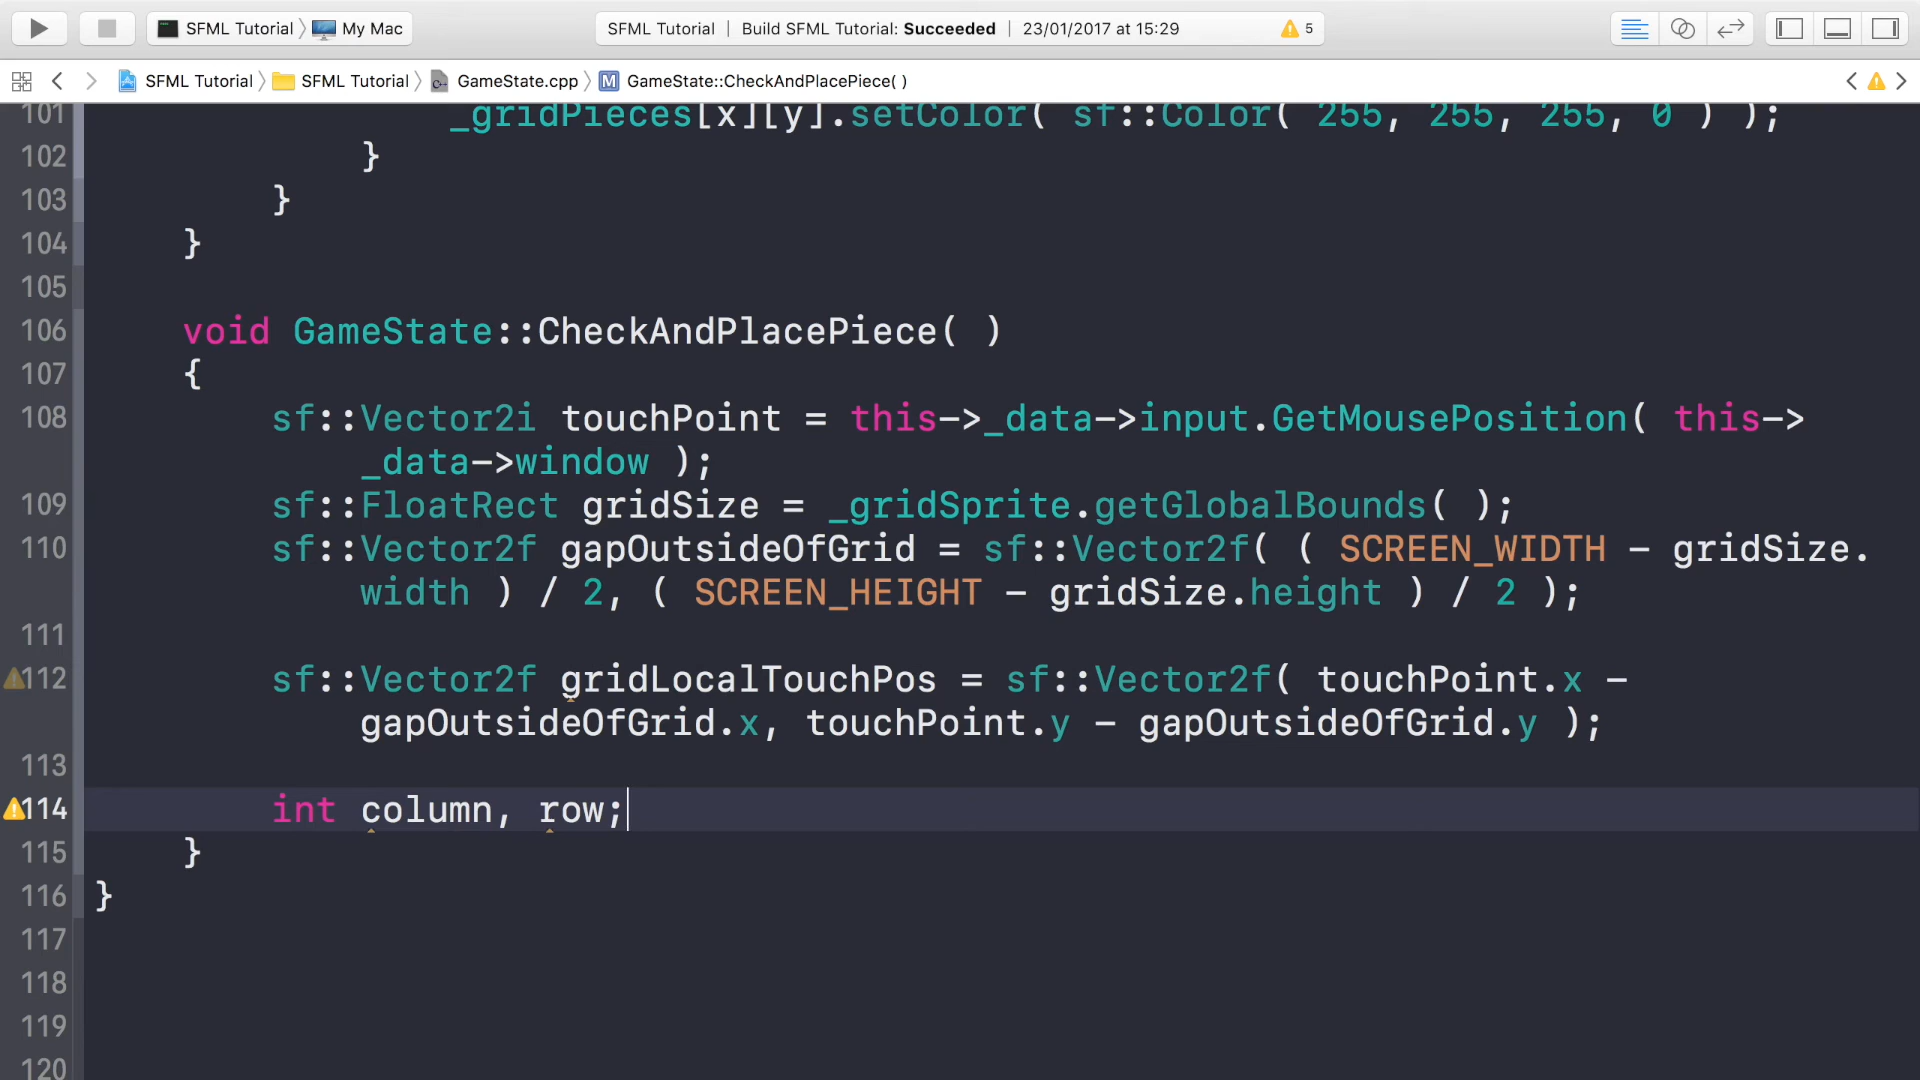 SFML Tutorial My Mac SFML Tutorial | Build SFML Tutorial: Succeeded | 23/01/2017 at 15:29 5
SFML Tutorial SFML Tutorial GameState.cpp M GameState::CheckAndPlacePiece( )
101 _gridPieces[x][y].setColor( sf::Color( 255, 255, 255, 0 ) );
102 }
103 }
104 }
105
106 void GameState::CheckAndPlacePiece( )
107 {
108 sf::Vector2i touchPoint = this->_data->input.GetMousePosition( this->
_data->window );
109 sf::FloatRect gridSize = _gridSprite.getGlobalBounds( );
110 sf::Vector2f gapOutsideOfGrid = sf::Vector2f( ( SCREEN_WIDTH - gridSize.
width ) / 2, ( SCREEN_HEIGHT - gridSize.height ) / 2 );
111
112 sf::Vector2f gridLocalTouchPos = sf::Vector2f( touchPoint.x -
gapOutsideOfGrid.x, touchPoint.y - gapOutsideOfGrid.y );
113
114 int column, row;
115 }
116 }
117
118
119
120